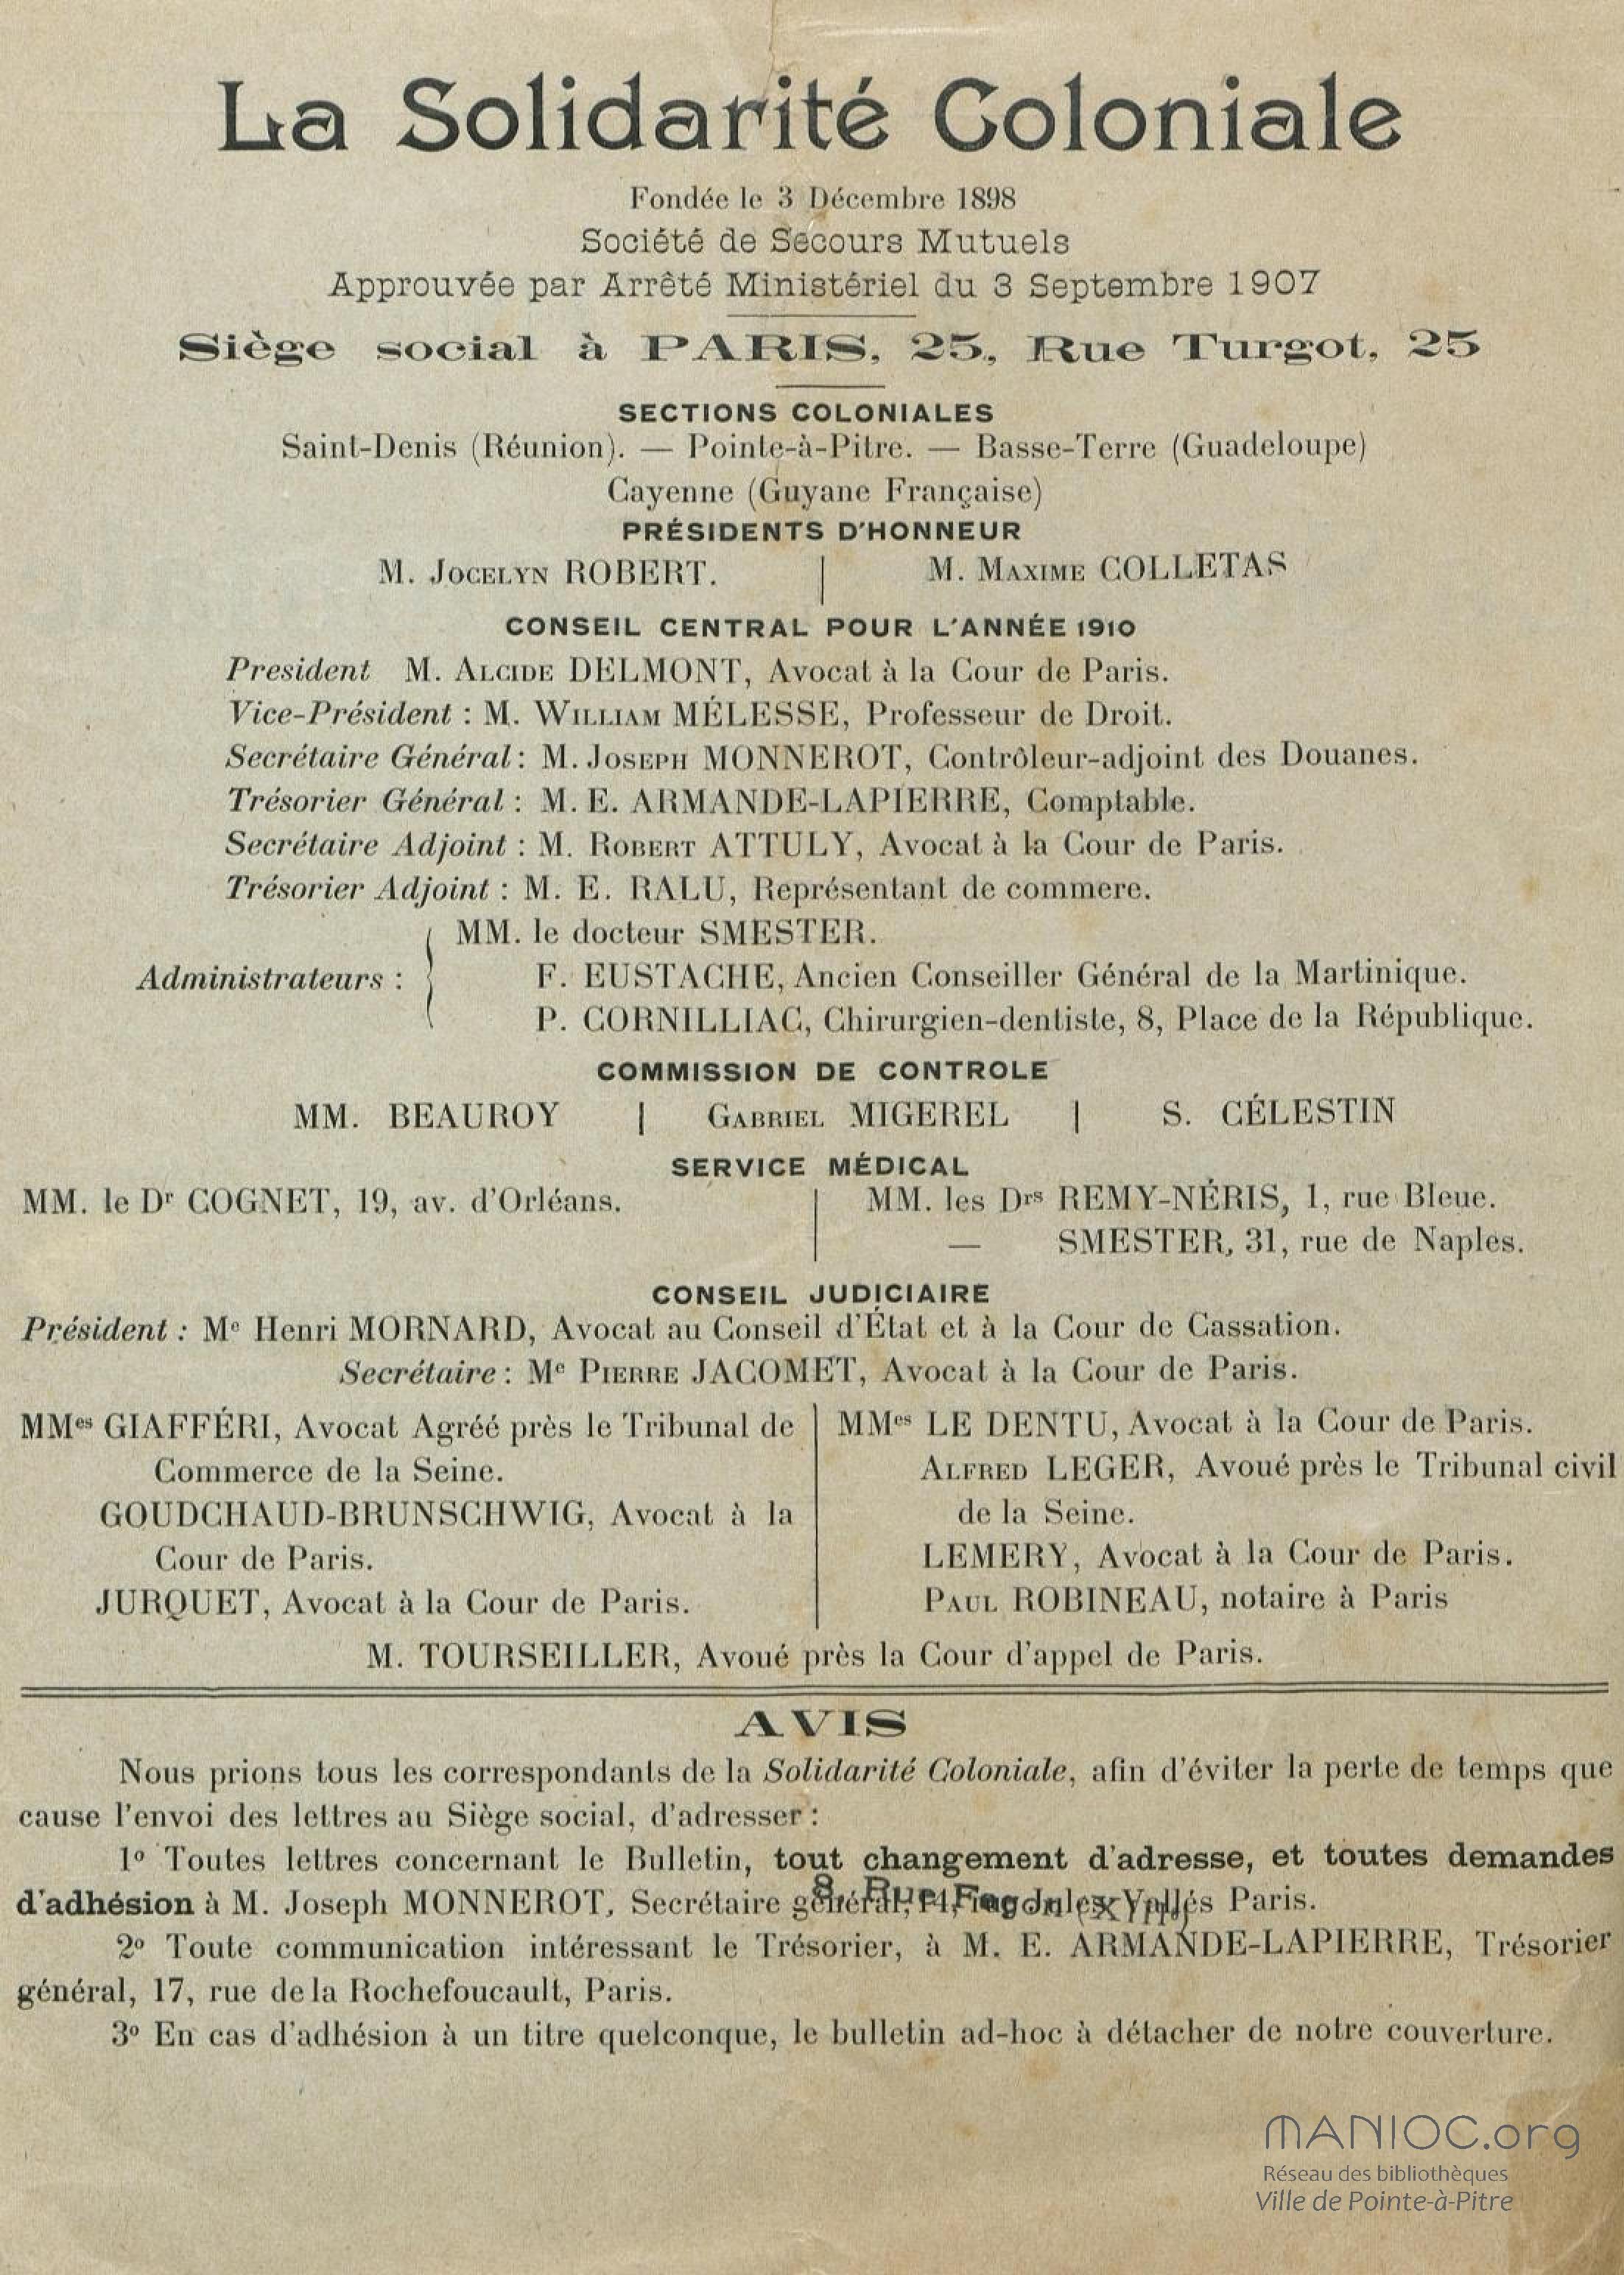 La Solidarité Coloniale
Fondée le 3 Décembre 1898
Société de Secours Mutuels
Approuvée par Arrêté Ministériel du 3 Septembre 1907
Siège social à PARIS, 25, Rue Turgot, 25
SECTIONS COLONIALES
Saint-Denis (Réunion). — Pointe-à-Pitre. — Basse-Terre (Guadeloupe)
Cayenne (Guyane Française)
PRÉSIDENTS D'HONNEUR
M. JOCELYN ROBERT. | M. MAXIME COLLETAS
CONSEIL CENTRAL POUR L'ANNÉE 1910
President M. ALCIDE DELMONT, Avocat à la Cour de Paris.
Vice-Président : M. WILLIAM MÉLESSE, Professeur de Droit.
Secrétaire Général : M. JOSEPH MONNEROT, Contrôleur-adjoint des Douanes.
Trésorier Général : M. E. ARMANDE-LAPIERRE, Comptable.
Secrétaire Adjoint : M. ROBERT ATTULY, Avocat à la Cour de Paris.
Trésorier Adjoint : M. E. RALU, Représentant de commere.
MM. le docteur SMESTER.
Administrateurs : F. EUSTACHE, Ancien Conseiller Général de la Martinique.
P. CORNILLIAC, Chirurgien-dentiste, 8, Place de la République.
COMMISSION DE CONTROLE
MM. BEAUROY | GABRIEL MIGEREL | S. CÉLESTIN
SERVICE MÉDICAL
MM. le Dr COGNET, 19, av. d'Orléans.
MM. les Drs REMY-NÉRIS, 1, rue Bleue.
— SMESTER, 31, rue de Naples.
CONSEIL JUDICIAIRE
Président : Me Henri MORNARD, Avocat au Conseil d'État et à la Cour de Cassation.
Secrétaire : Me PIERRE JACOMET, Avocat à la Cour de Paris.
MMes GIAFFÉRI, Avocat Agréé près le Tribunal de
Commerce de la Seine.
GOUDCHAUD-BRUNSCHWIG, Avocat à la
Cour de Paris.
JURQUET, Avocat à la Cour de Paris.
MMes LE DENTU, Avocat à la Cour de Paris.
ALFRED LEGER, Avoué près le Tribunal civil
de la Seine.
LEMERY, Avocat à la Cour de Paris.
PAUL ROBINEAU, notaire à Paris
M. TOURSEILLER, Avoué près la Cour d'appel de Paris.
AVIS
Nous prions tous les correspondants de la Solidarité Coloniale, afin d'éviter la perte de temps que
cause l'envoi des lettres au Siège social, d'adresser :
1º Toutes lettres concernant le Bulletin, tout changement d'adresse, et toutes demandes
d'adhésion à M. Joseph MONNEROT, Secrétaire général, Paris.
2º Toute communication intéressant le Trésorier, à M. E. ARMANDE-LAPIERRE, Trésorier
général, 17, rue de la Rochefoucault, Paris.
3º En cas d'adhésion à un titre quelconque, le bulletin ad-hoc à détacher de notre couverture.
MANIOC.org
Réseau des bibliothèques
Ville de Pointe-à-Pitre